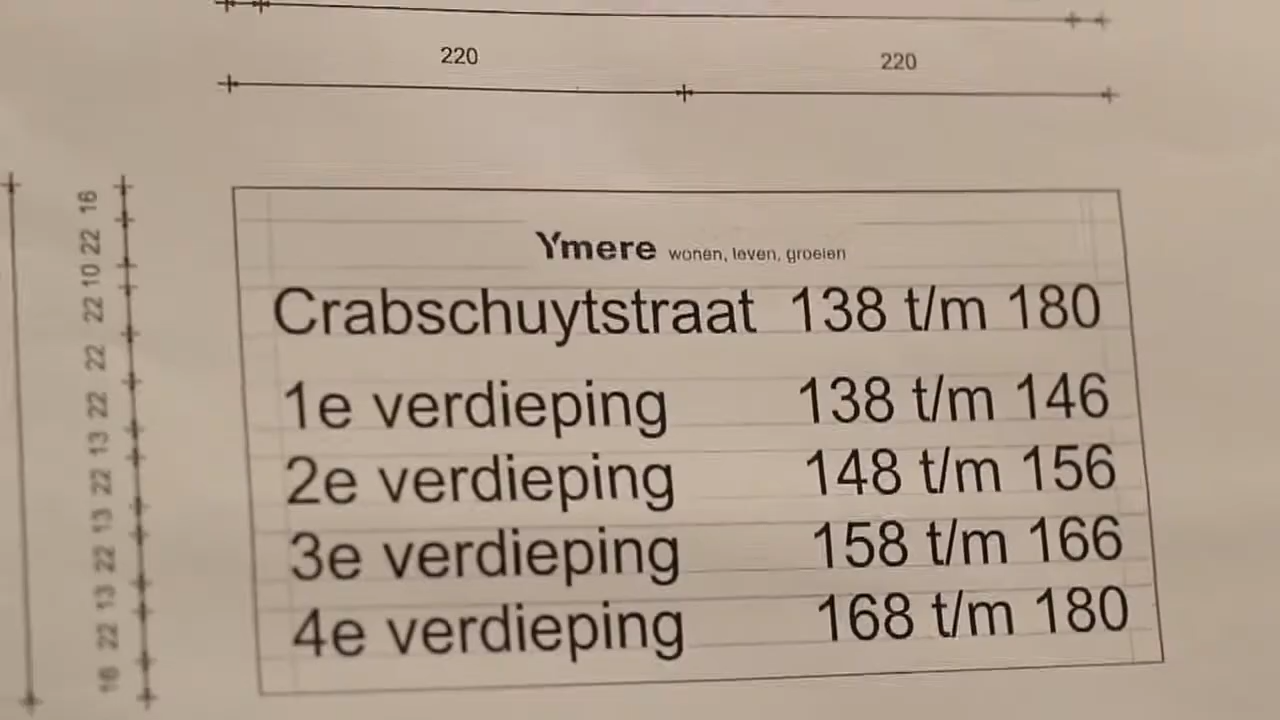 220 220
Ymere wonen, leven, groeien
Crabschuytstraat 138 t/m 180
1e verdieping 138 t/m 146
2e verdieping 148 t/m 156
3e verdieping 158 t/m 166
4e verdieping 168 t/m 180
16 22 13 22 13 22 13 22 22 22 10 22 16